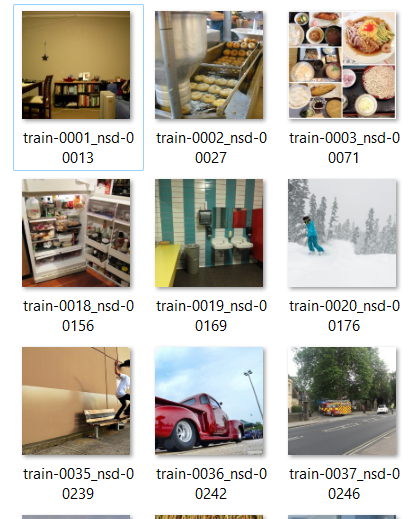 train-0001_nsd-0
0013
train-0002_nsd-0
0027
train-0003_nsd-0
0071
train-0018_nsd-0
0156
train-0019_nsd-0
0169
train-0020_nsd-0
0176
train-0035_nsd-0
0239
train-0036_nsd-0
0242
train-0037_nsd-0
0246